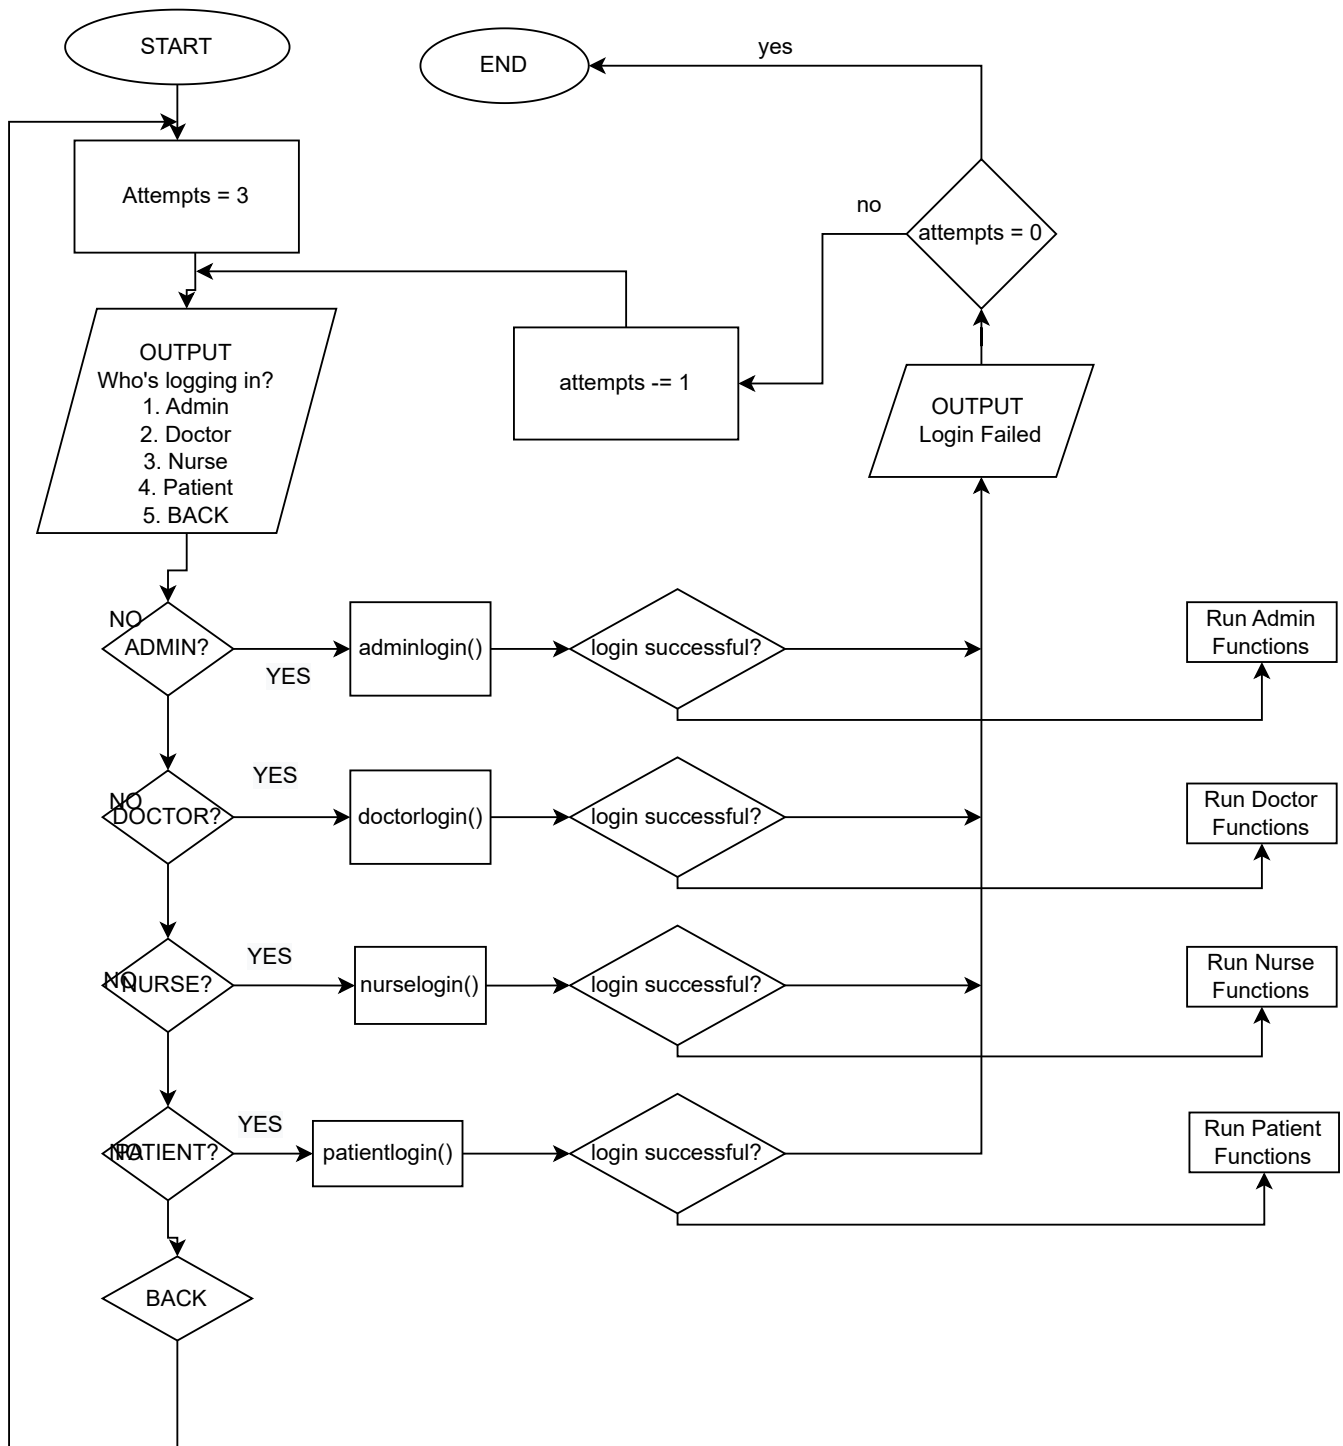 START
END
yes
Attempts = 3
no
attempts = 0
OUTPUT
Who's logging in?
1. Admin
2. Doctor
3. Nurse
4. Patient
5. BACK
attempts -= 1
OUTPUT
Login Failed
NO
ADMIN?
YES
adminlogin()
login successful?
Run Admin
Functions
NO
DOCTOR?
YES
doctorlogin()
login successful?
Run Doctor
Functions
NO
NURSE?
YES
nurselogin()
login successful?
Run Nurse
Functions
NO
PATIENT?
YES
patientlogin()
login successful?
Run Patient
Functions
BACK